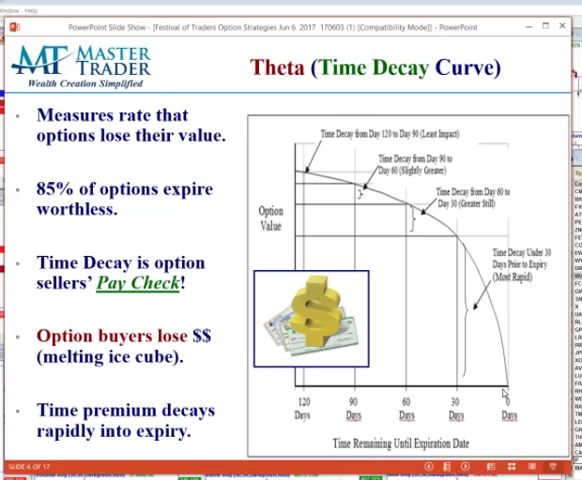 Window Help
PowerPoint Slide Show - [Festival of Traders Option Strategies Jun 6 2017 170603 (1) [Compatibility Mode]] - PowerPoint
MT MASTER
TRADER
Wealth Creation Simplified
Theta (Time Decay Curve)
• Measures rate that
options lose their value.
• 85% of options expire
worthless.
• Time Decay is option
sellers' Pay Check!
• Option buyers lose $$
(melting ice cube).
• Time premium decays
rapidly into expiry.
Time Decay from Day 120 to Day 90 (Least Impact)
Time Decay from Day 90 to
Day 60 (Slightly Greater)
Time Decay from Day 60 to
Day 30 (Greater Still)
Option
Value
Time Decay Under 30
Days Prior to Expiry
(Most Rapid)
$
120 90 60 30 0
Days Days Days Days Days
Time Remaining Until Expiration Date
SLIDE 6 OF 17